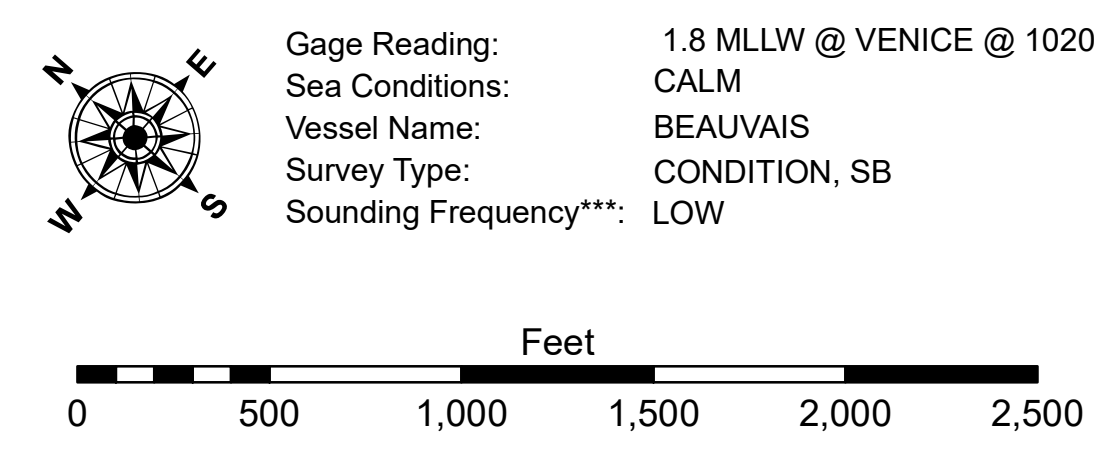 N E
W S
Gage Reading: 1.8 MLLW @ VENICE @ 1020
Sea Conditions: CALM
Vessel Name: BEAUVAIS
Survey Type: CONDITION, SB
Sounding Frequency***: LOW
Feet
0 500 1,000 1,500 2,000 2,500